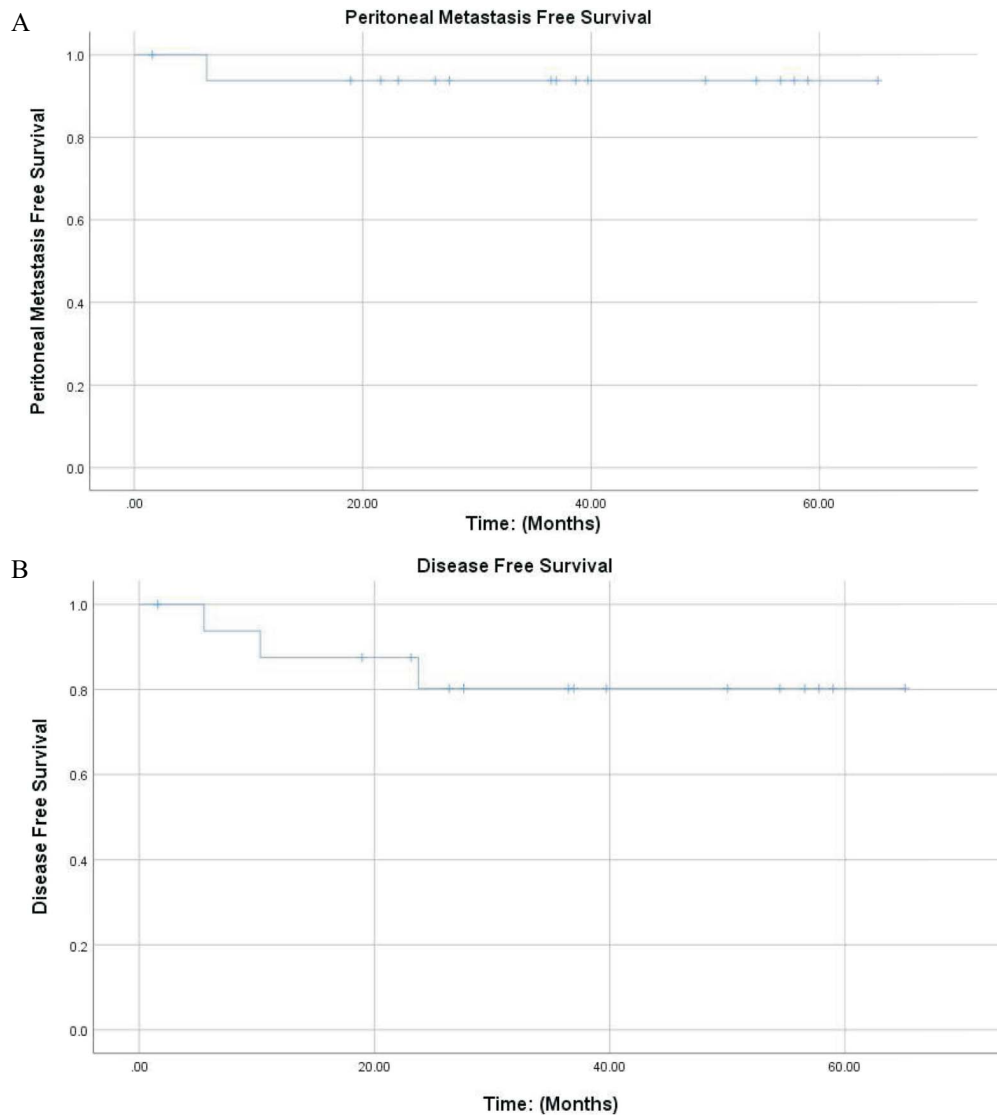 A
Peritoneal Metastasis Free Survival
Peritoneal Metastasis Free Survival
1.0
0.8
0.6
0.4
0.2
0.0
.00 20.00 40.00 60.00
Time: (Months)
B
Disease Free Survival
Disease Free Survival
1.0
0.8
0.6
0.4
0.2
0.0
.00 20.00 40.00 60.00
Time: (Months)